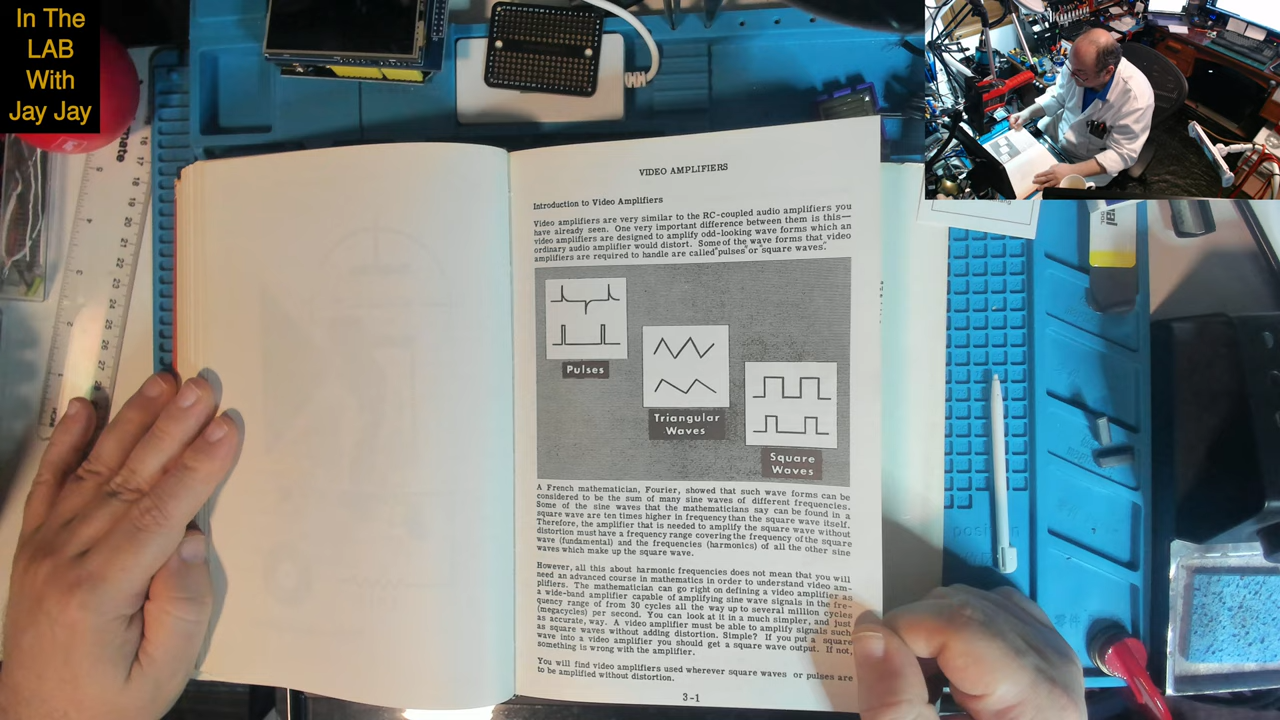 In The
LAB
With
Jay Jay
VIDEO AMPLIFIERS
Introduction to Video Amplifiers
Video amplifiers are very similar to the RC-coupled audio amplifiers you
have already seen. One very important difference between them is this—
video amplifiers are designed to amplify odd-looking wave forms which an
ordinary audio amplifier would distort. Some of the wave forms that video
amplifiers are required to handle are called "pulses" or "square waves".
Pulses
Triangular
Waves
Square
Waves
A French mathematician, Fourier, showed that such wave forms can be
considered to be the sum of many sine waves of different frequencies.
Some of the sine waves that the mathematicians say can be found in a
square wave are ten times higher in frequency than the square wave itself.
Therefore, the amplifier that is needed to amplify the square wave without
distortion must have a frequency range covering the frequency of the square
wave (fundamental) and the frequencies (harmonics) of all the other sine
waves which make up the square wave.
However, all this about harmonic frequencies does not mean that you will
need an advanced course in mathematics in order to understand video am-
plifiers. The mathematician can go right on defining a video amplifier as
a wide-band amplifier capable of amplifying sine wave signals in the fre-
quency range of from 30 cycles all the way up to several million cycles
(megacycles) per second. You can look at it in a much simpler, and just
as accurate, way. A video amplifier must be able to amplify signals such
as square waves without adding distortion. Simple? If you put a square
wave into a video amplifier you should get a square wave output. If not,
something is wrong with the amplifier.
You will find video amplifiers used wherever square waves or pulses are
to be amplified without distortion.
3-1